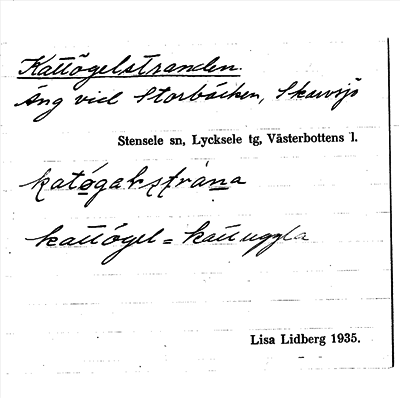 Kattögelstranden.
äng vid Storbäcken, Skarvsjö
Stensele sn, Lycksele tg, Västerbottens l.
katögalstrana
kattögel = kattuggla
Lisa Lidberg 1935.